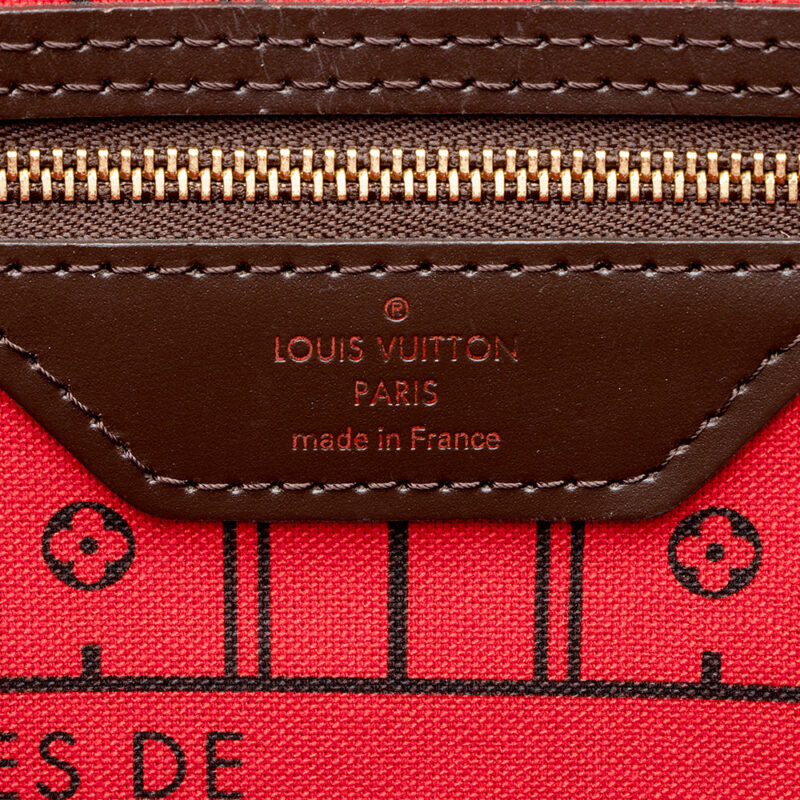 ®
LOUIS VUITTON
PARIS
made in France
ES DE